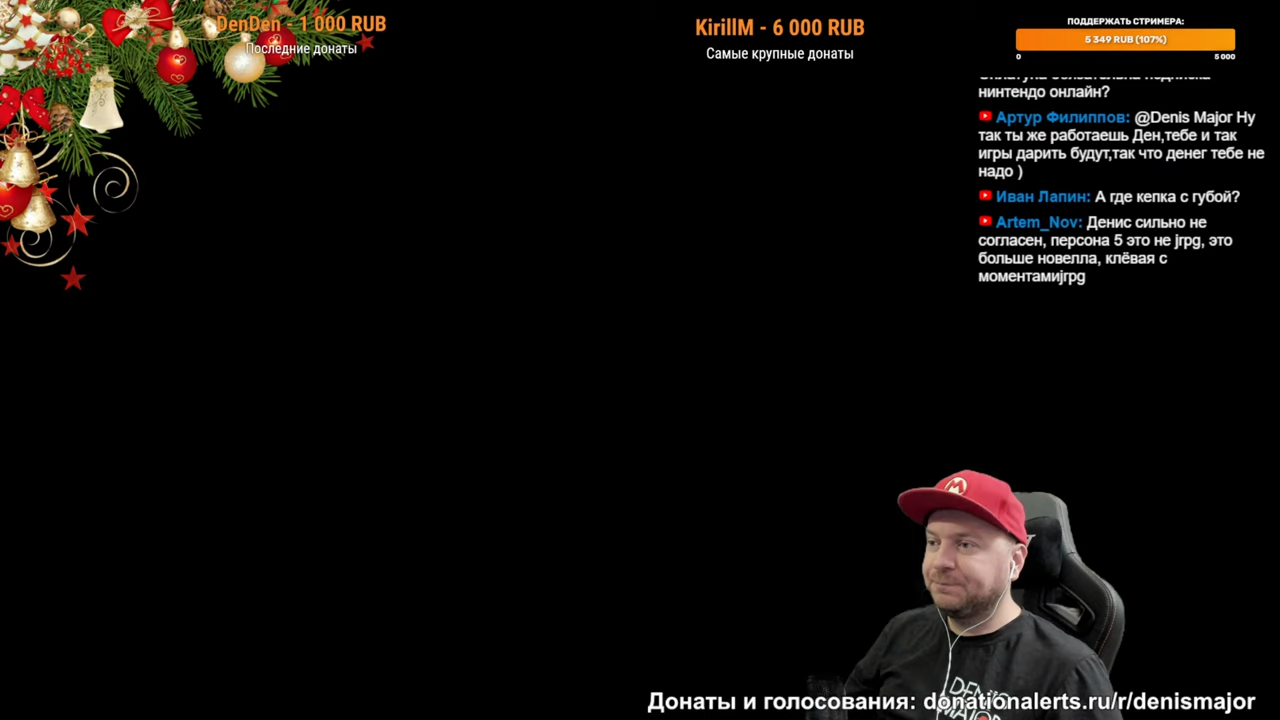 DenDen - 1 000 RUB
Последние донаты
KirillM - 6 000 RUB
Самые крупные донаты
ПОДДЕРЖАТЬ СТРИМЕРА:
5 349 RUB (107%)
0
5 000
нинтендо онлайн?
Артур Филиппов: @Denis Major Ну
так ты же работаешь Ден,тебе и так
игры дарить будут,так что денег тебе не
надо )
Иван Лапин: А где кепка с губой?
Artem_Nov: Денис сильно не
согласен, персона 5 это не jrpg, это
больше новелла, клёвая с
моментамиjrpg
M
DENIS
MAJOR
Донаты и голосования: donationalerts.ru/r/denismajor